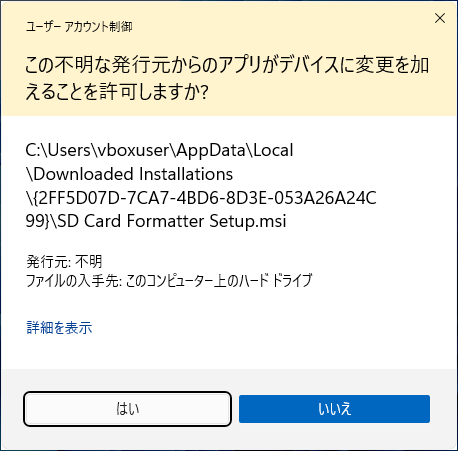 ユーザー アカウント制御
この不明な発行元からのアプリがデバイスに変更を加
えることを許可しますか?
C:\Users\vboxuser\AppData\Local
\Downloaded Installations
\{2FF5D07D-7CA7-4BD6-8D3E-053A26A24C
99}\SD Card Formatter Setup.msi
発行元: 不明
ファイルの入手先: このコンピューター上のハード ドライブ
詳細を表示
はい
いいえ